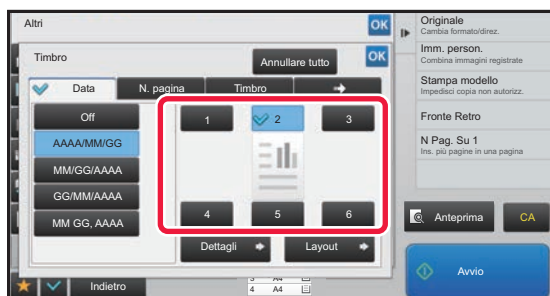 Altri
OK
Timbro
Annullare tutto
OK
Data
N. pagina
Timbro
Off
AAAA/MM/GG
MM/GG/AAAA
GG/MM/AAAA
MM GG, AAAA
1
2
3
4
5
6
Dettagli
Layout
Indietro
4 A4
Originale
Cambia formato/direz.
Imm. person.
Combina immagini registrate
Stampa modello
Impedisci copia non autorizz.
Fronte Retro
N Pag. Su 1
Ins. più pagine in una pagina
Anteprima
CA
Avvio